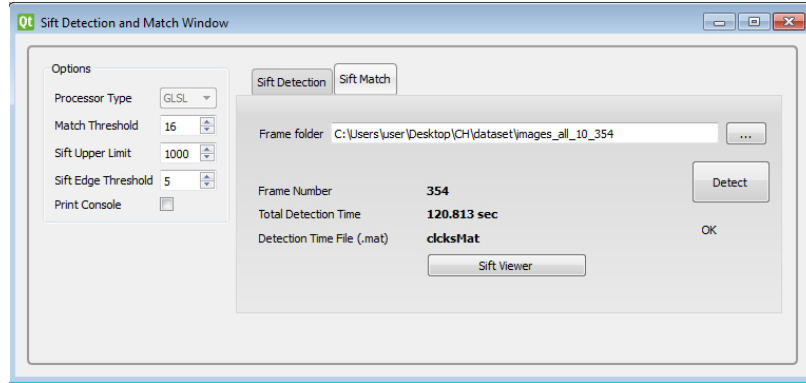 Qt Sift Detection and Match Window
Options
Processor Type GLSL
Match Threshold 16
Sift Upper Limit 1000
Sift Edge Threshold 5
Print Console
Sift Detection Sift Match
Frame folder C:\Users\user\Desktop\CH\dataset\images_all_10_354 ...
Detect
Frame Number 354
Total Detection Time 120.813 sec
Detection Time File (.mat) clcksMat
OK
Sift Viewer